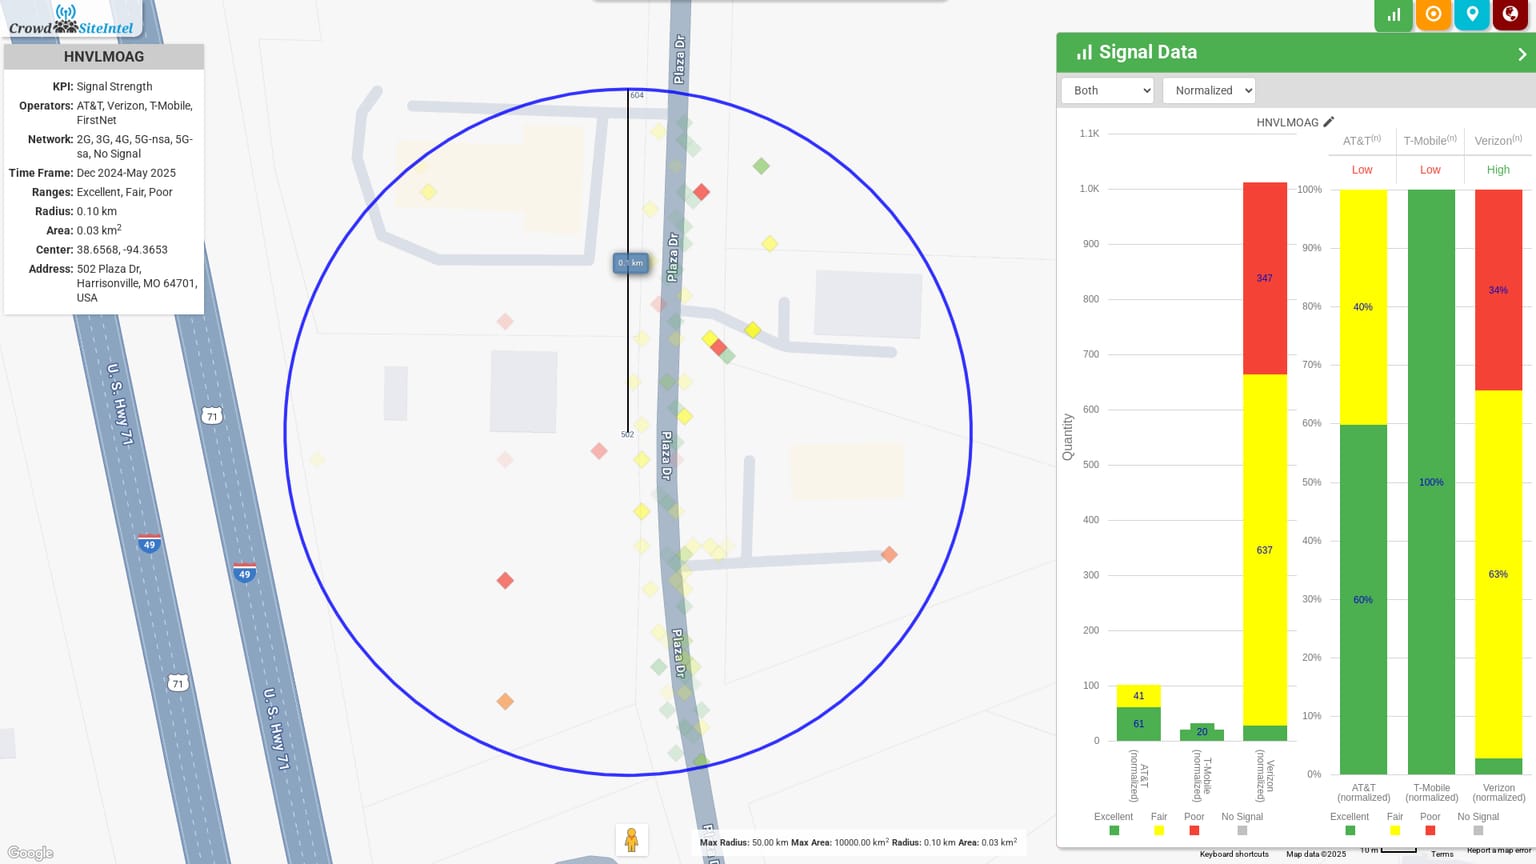 CrowdSiteIntel
HNVLMOAG
KPI: Signal Strength
Operators: AT&T, Verizon, T-Mobile,
FirstNet
Network: 2G, 3G, 4G, 5G-nsa, 5G-
sa, No Signal
Time Frame: Dec 2024-May 2025
Ranges: Excellent, Fair, Poor
Radius: 0.10 km
Area: 0.03 km²
Center: 38.6568, -94.3653
Address: 502 Plaza Dr,
Harrisonville, MO 64701,
USA
Plaza Dr
604
Plaza Dr
0.1 km
U. S. Hwy 71
71
502
Plaza Dr
49
49
Plaza Dr
71
U. S. Hwy 71
Google
Max Radius: 50.00 km Max Area: 10000.00 km² Radius: 0.10 km Area: 0.03 km²
Signal Data
Both
Normalized
HNVLMOAG
AT&T(n) T-Mobile(n) Verizon(n)
Low Low High
Quantity
1.1K
1.0K
900
800
700
600
500
400
300
200
100
0
347
637
41
61
20
AT&T
(normalized)
T-Mobile
(normalized)
Verizon
(normalized)
Excellent Fair Poor No Signal
100%
90%
80%
70%
60%
50%
40%
30%
20%
10%
0%
40%
60%
100%
34%
63%
AT&T
(normalized)
T-Mobile
(normalized)
Verizon
(normalized)
Excellent Fair Poor No Signal
Keyboard shortcuts
Map data ©2025
10 m
Terms
Report a map error